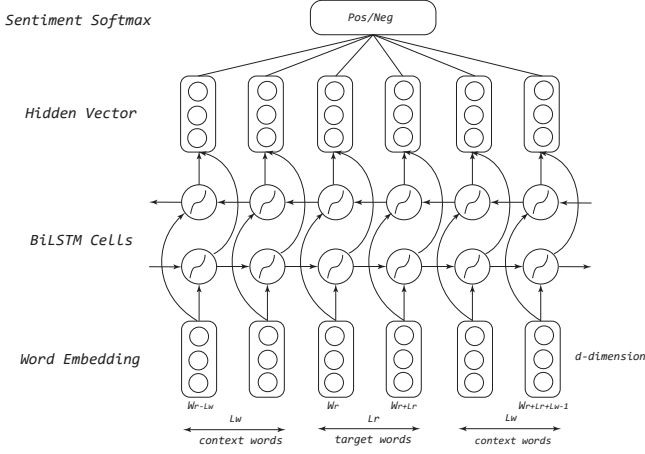 Sentiment Softmax
Pos/Neg
Hidden Vector
BiLSTM Cells
Word Embedding
d-dimension
Wr-Lw
Wr
Wr+Lr
Wr+Lr+Lw-1
Lw
Lr
Lw
context words
target words
context words